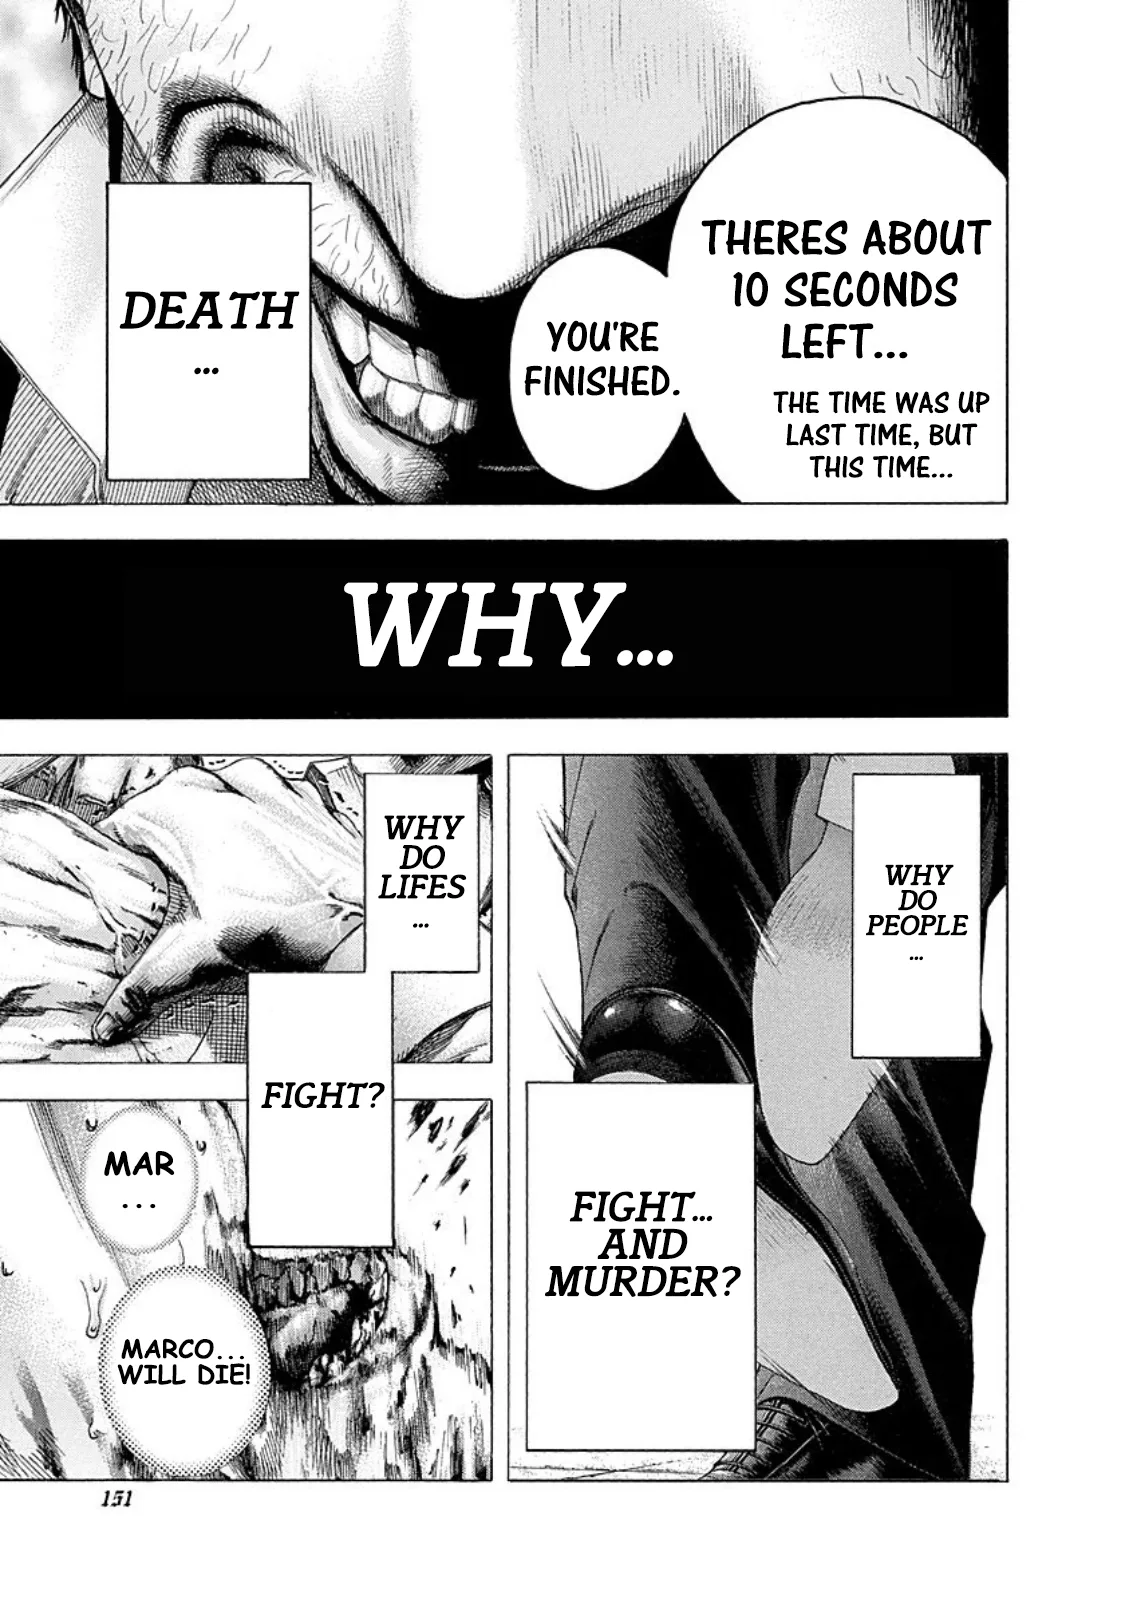 THERES ABOUT
10 SECONDS
LEFT...
THE TIME WAS UP
LAST TIME, BUT
THIS TIME...
YOU'RE
FINISHED.
DEATH
...
WHY...
WHY
DO
PEOPLE
...
FIGHT...
AND
MURDER?
WHY
DO
LIFES
...
FIGHT?
MAR
...
MARCO...
WILL DIE!
151